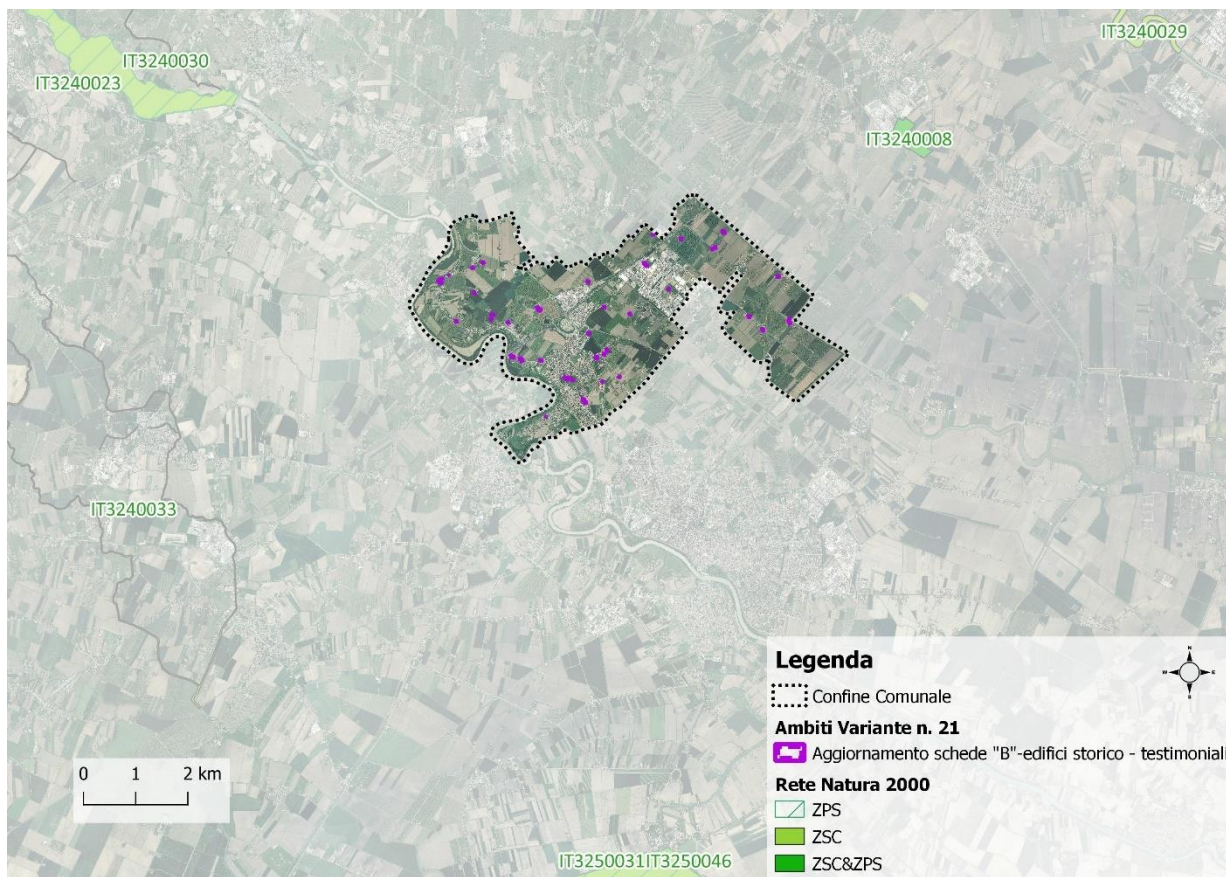 IT3240029
IT3240030
IT3240023
IT3240008
IT3240033
Legenda
N
W E
S
Confine Comunale
Ambiti Variante n. 21
Aggiornamento schede "B"-edifici storico - testimoniali
Rete Natura 2000
ZPS
ZSC
ZSC&ZPS
0 1 2 km
IT3250031IT3250046